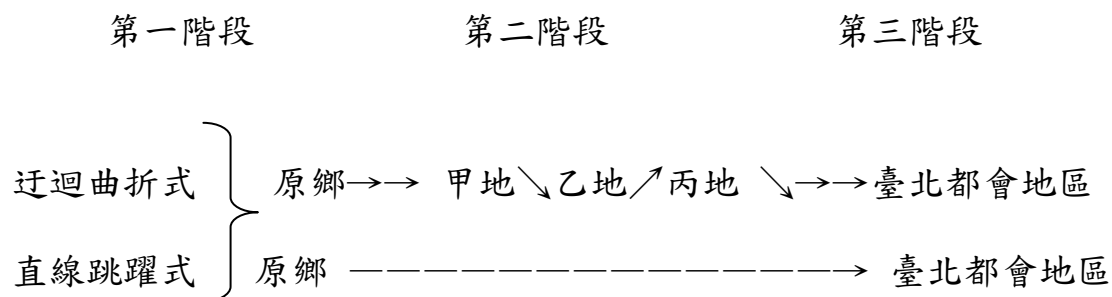 第一階段 第二階段 第三階段
迂迴曲折式 原鄉→→ 甲地↘乙地↗丙地 ↘→→臺北都會地區
直線跳躍式 原鄉 ——————————————→ 臺北都會地區